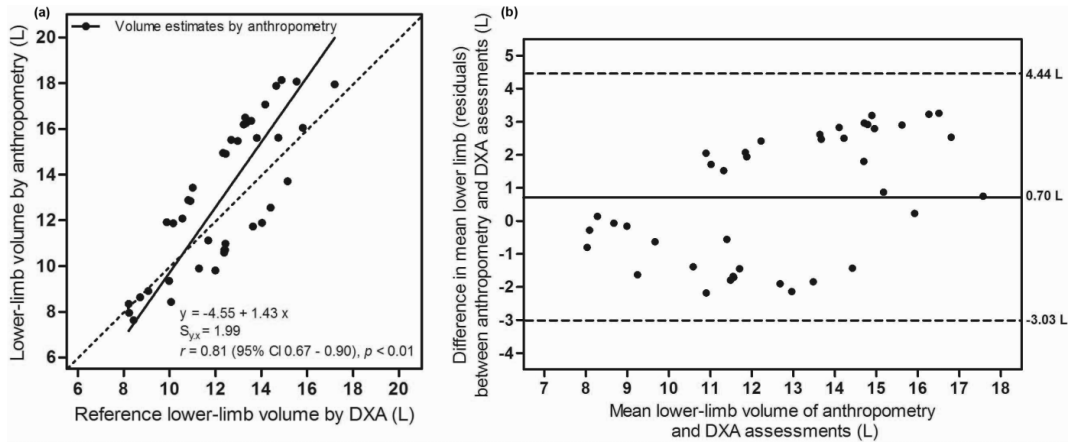 (a)
Volume estimates by anthropometry
Lower-limb volume by anthropometry (L)
20
18
16
14
12
10
8
6
y = -4.55 + 1.43 x
Sy.x = 1.99
r = 0.81 (95% CI 0.67 - 0.90), p < 0.01
6 8 10 12 14 16 18 20
Reference lower-limb volume by DXA (L)
(b)
Difference in mean lower limb (residuals)
between anthropometry and DXA assesments (L)
5
4
3
2
1
0
-1
-2
-3
-4
4.44 L
0.70 L
-3.03 L
7 8 9 10 11 12 13 14 15 16 17 18
Mean lower-limb volume of anthropometry
and DXA assessments (L)